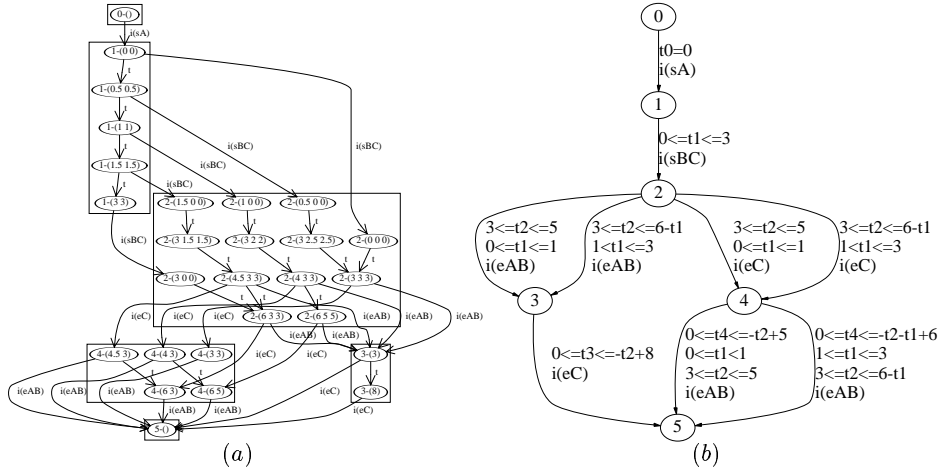 0-()
i(sA)
1-(0 0)
t
1-(0.5 0.5)
t
1-(1 1)
t
1-(1.5 1.5)
t
1-(3 3)
i(sBC)
i(sBC)
i(sBC)
i(sBC)
i(sBC)
2-(1.5 0 0) 2-(1 0 0) 2-(0.5 0 0)
t t t
2-(3 1.5 1.5) 2-(3 2 2) 2-(3 2.5 2.5) 2-(0 0 0)
t t t t
2-(3 0 0) 2-(4.5 3 3) 2-(4 3 3) 2-(3 3 3)
t t t
2-(6 3 3) 2-(6 5 5)
i(eC) i(eC) i(eC) i(eAB) i(eAB) i(eAB) i(eAB)
4-(4.5 3) 4-(4 3) 4-(3 3) i(eC) i(eC) 3-(3)
t t t
4-(6 3) 4-(6 5) 3-(8)
i(eAB) i(eAB) i(eAB) i(eAB) i(eAB) i(eC) i(eC)
5-()
(a)
0
t0=0
i(sA)
1
0<=t1<=3
i(sBC)
2
3<=t2<=5
0<=t1<=1
i(eAB)
3<=t2<=6-t1
1<t1<=3
i(eAB)
3<=t2<=5
0<=t1<=1
i(eC)
3<=t2<=6-t1
1<t1<=3
i(eC)
3
4
0<=t3<=-t2+8
i(eC)
0<=t4<=-t2+5
0<=t1<1
3<=t2<=5
i(eAB)
0<=t4<=-t2-t1+6
1<=t1<=3
3<=t2<=6-t1
i(eAB)
5
(b)